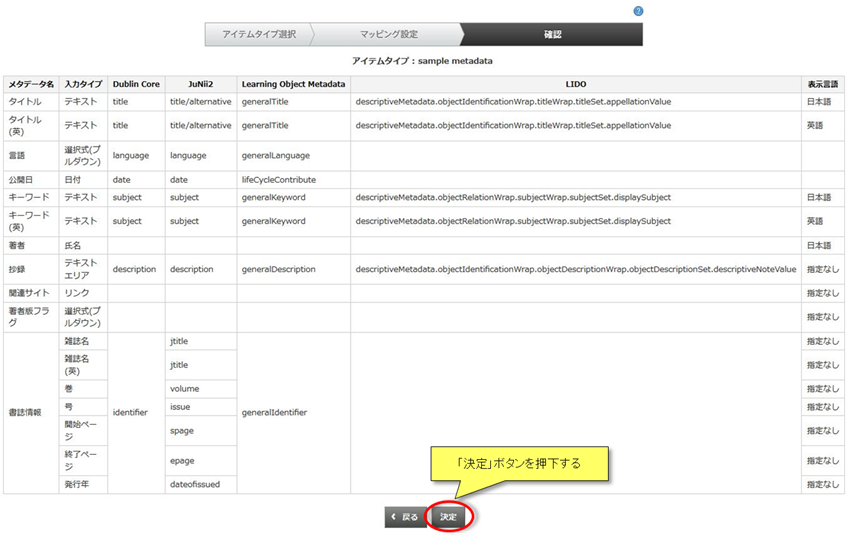 ?
アイテムタイプ選択 マッピング設定 確認
アイテムタイプ : sample metadata
メタデータ名 入力タイプ Dublin Core JuNii2 Learning Object Metadata LIDO 表示言語
タイトル テキスト title title/alternative generalTitle descriptiveMetadata.objectIdentificationWrap.titleWrap.titleSet.appellationValue 日本語
タイトル
(英) テキスト title title/alternative generalTitle descriptiveMetadata.objectIdentificationWrap.titleWrap.titleSet.appellationValue 英語
言語 選択式(プ
ルダウン) language language generalLanguage
公開日 日付 date date lifeCycleContribute
キーワード テキスト subject subject generalKeyword descriptiveMetadata.objectRelationWrap.subjectWrap.subjectSet.displaySubject 日本語
キーワード
(英) テキスト subject subject generalKeyword descriptiveMetadata.objectRelationWrap.subjectWrap.subjectSet.displaySubject 英語
著者 氏名 日本語
抄録 テキスト
エリア description description generalDescription descriptiveMetadata.objectIdentificationWrap.objectDescriptionWrap.objectDescriptionSet.descriptiveNoteValue 指定なし
関連サイト リンク 指定なし
著者版フラ
グ 選択式(プ
ルダウン) 指定なし
書誌情報 identifier generalIdentifier
雑誌名 jtitle 指定なし
雑誌名
(英) jtitle 指定なし
巻 volume 指定なし
号 issue 指定なし
開始ペー
ジ spage 指定なし
終了ペー
ジ epage 指定なし
発行年 dateofissued 指定なし
「決定」ボタンを押下する
戻る 決定